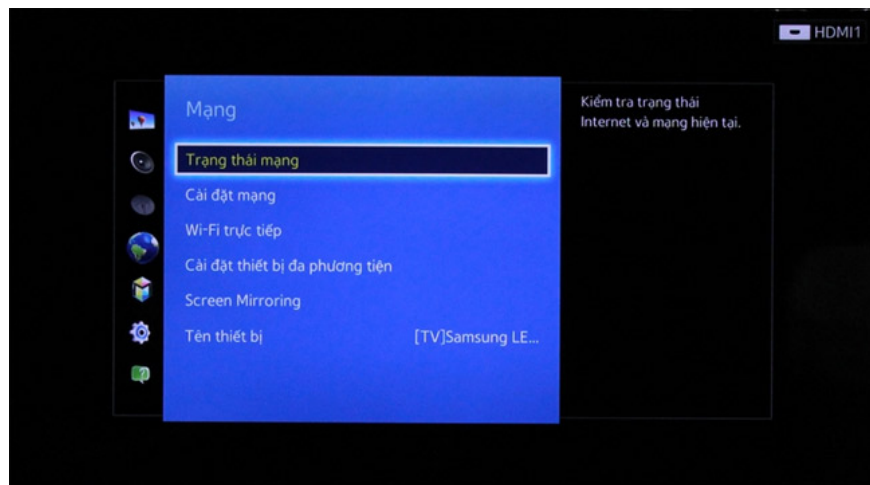 HDMI1
Mạng
Kiểm tra trạng thái
Internet và mạng hiện tại.
Trạng thái mạng
Cài đặt mạng
Wi-Fi trực tiếp
Cài đặt thiết bị đa phương tiện
Screen Mirroring
Tên thiết bị [TV]Samsung LE...